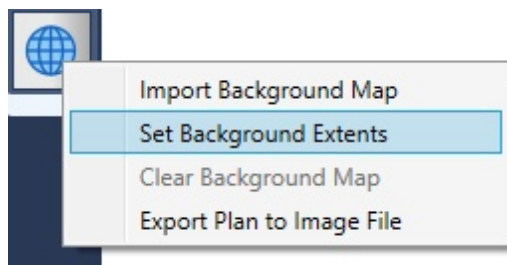 Import Background Map
Set Background Extents
Clear Background Map
Export Plan to Image File